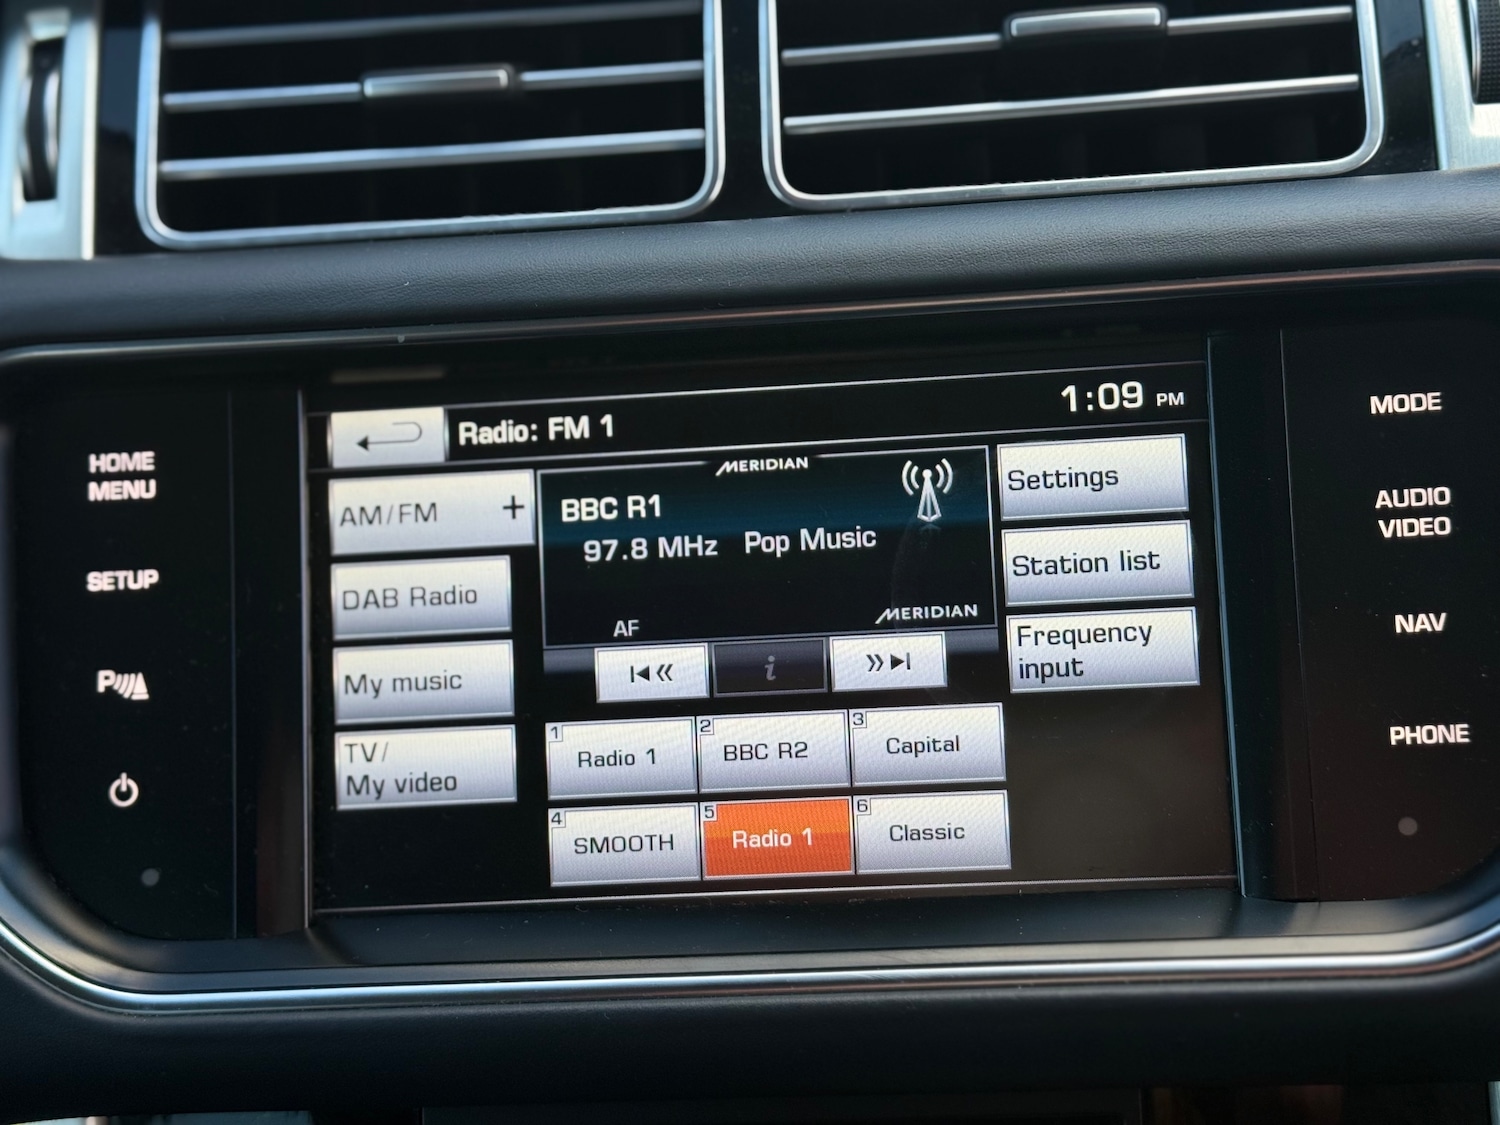 HOME
MENU
SETUP
P
Radio: FM 1
1:09 PM
AM/FM +
DAB Radio
My music
TV/
My video
MERIDIAN
BBC R1
97.8 MHz Pop Music
AF
MERIDIAN
i
Settings
Station list
Frequency
input
1
Radio 1
2
BBC R2
3
Capital
4
SMOOTH
5
Radio 1
6
Classic
MODE
AUDIO
VIDEO
NAV
PHONE